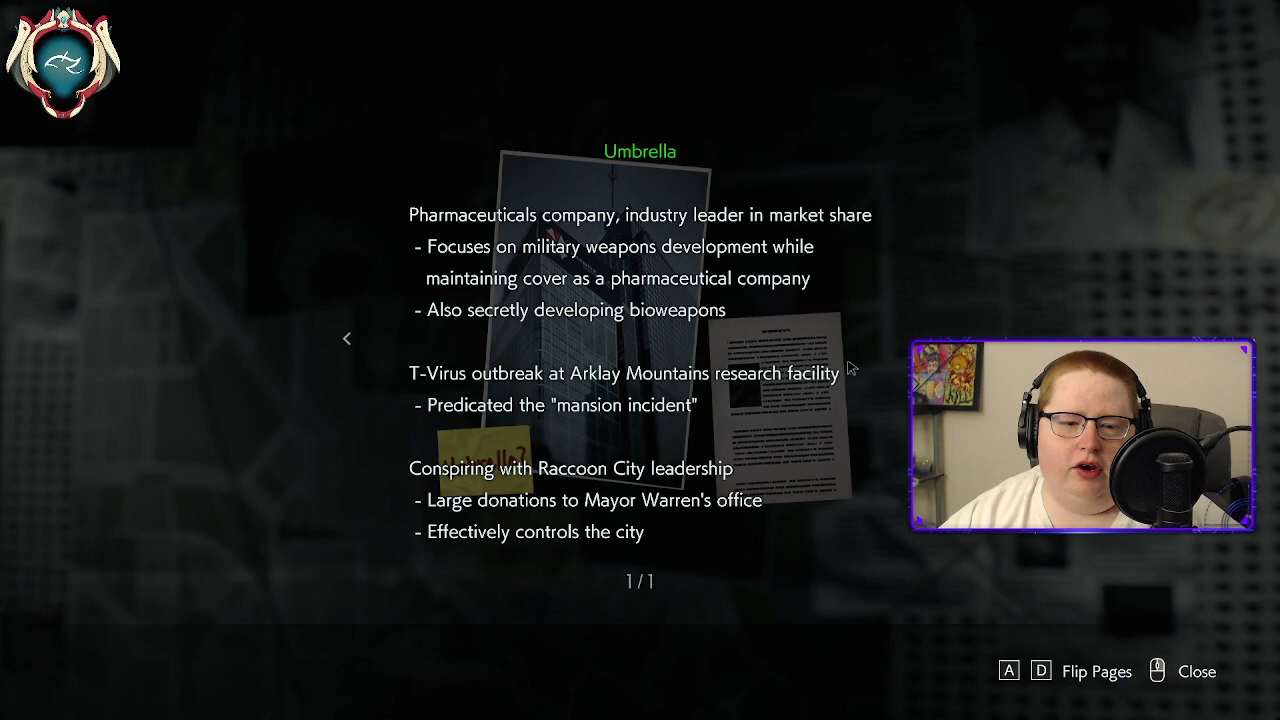 Umbrella
Pharmaceuticals company, industry leader in market share
- Focuses on military weapons development while
maintaining cover as a pharmaceutical company
- Also secretly developing bioweapons
T-Virus outbreak at Arklay Mountains research facility
- Predicated the "mansion incident"
Conspiring with Raccoon City leadership
- Large donations to Mayor Warren's office
- Effectively controls the city
1/1
A D Flip Pages Close